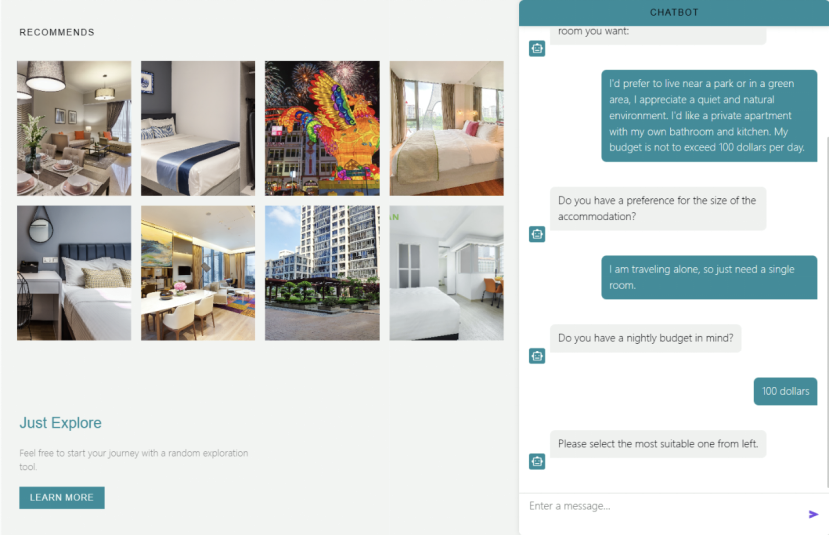 RECOMMENDS
AN
Just Explore
Feel free to start your journey with a random exploration
tool.
LEARN MORE
CHATBOT
room you want:
I'd prefer to live near a park or in a green
area, I appreciate a quiet and natural
environment. I'd like a private apartment
with my own bathroom and kitchen. My
budget is not to exceed 100 dollars per day.
Do you have a preference for the size of the
accommodation?
I am traveling alone, so just need a single
room.
Do you have a nightly budget in mind?
100 dollars
Please select the most suitable one from left.
Enter a message...